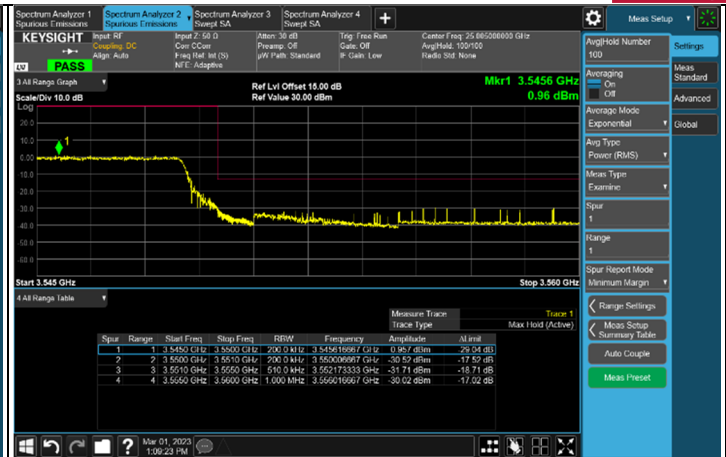 Spectrum Analyzer 1
Spurious Emissions
Spectrum Analyzer 2
Spurious Emissions
Spectrum Analyzer 3
Swept SA
Spectrum Analyzer 4
Swept SA
Meas Setup
KEYSIGHT
Input: RF
Coupling: DC
Align: Auto
Input Z: 50 Ω
Corr CCorr
Freq Ref: Int (S)
NFE: Adaptive
Atten: 30 dB
Preamp: Off
µW Path: Standard
Trig: Free Run
Gate: Off
IF Gain: Low
Center Freq: 25.005000000 GHz
Avg|Hold: 100/100
Radio Std: None
LXI
PASS
3 All Range Graph
Scale/Div 10.0 dB
Ref Lvl Offset 15.00 dB
Ref Value 30.00 dBm
Mkr1 3.5456 GHz
0.96 dBm
Log
20.0
10.0
0.00
-10.0
-20.0
-30.0
-40.0
-50.0
-60.0
1
Start 3.545 GHz
Stop 3.560 GHz
4 All Range Table
Measure Trace Trace 1
Trace Type Max Hold (Active)
Spur Range Start Freq Stop Freq RBW Frequency Amplitude ΔLimit
1 1 3.5450 GHz 3.5500 GHz 200.0 kHz 3.545616667 GHz 0.957 dBm -29.04 dB
2 2 3.5500 GHz 3.5510 GHz 200.0 kHz 3.550006667 GHz -30.52 dBm -17.52 dB
3 3 3.5510 GHz 3.5550 GHz 510.0 kHz 3.552173333 GHz -31.71 dBm -18.71 dB
4 4 3.5550 GHz 3.5600 GHz 1.000 MHz 3.556016667 GHz -30.02 dBm -17.02 dB
Mar 01, 2023
1:09:23 PM
Avg|Hold Number
100
Averaging
On
Off
Average Mode
Exponential
Avg Type
Power (RMS)
Meas Type
Examine
Spur
1
Range
1
Spur Report Mode
Minimum Margin
Range Settings
Meas Setup
Summary Table
Auto Couple
Meas Preset
Settings
Meas
Standard
Advanced
Global